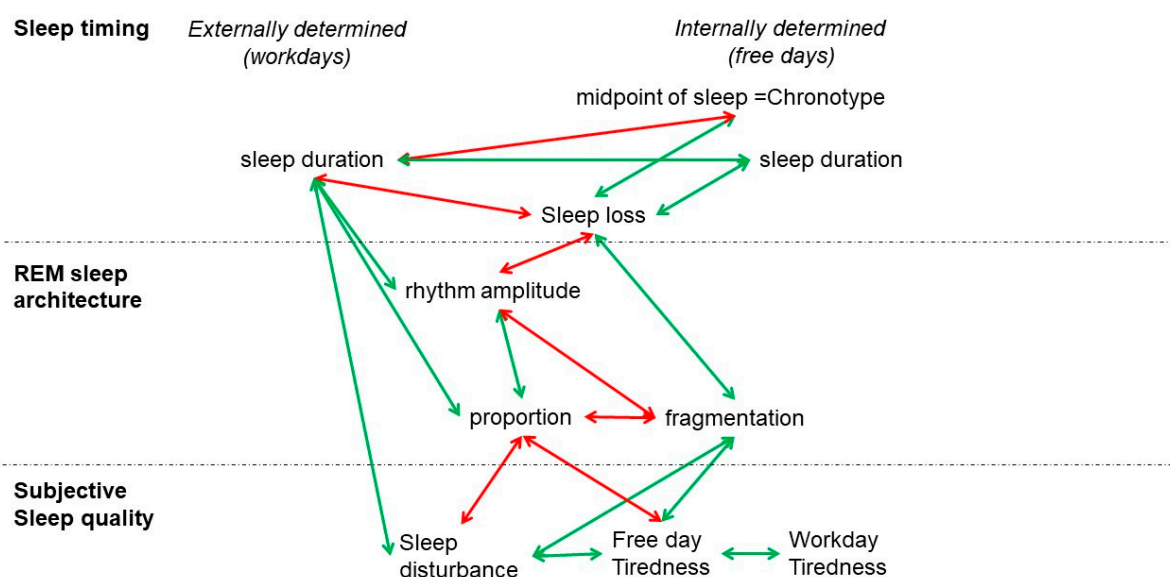 Sleep timing
Externally determined
(workdays)
Internally determined
(free days)
midpoint of sleep =Chronotype
sleep duration
sleep duration
Sleep loss
REM sleep
architecture
rhythm amplitude
proportion
fragmentation
Subjective
Sleep quality
Sleep
disturbance
Free day
Tiredness
Workday
Tiredness